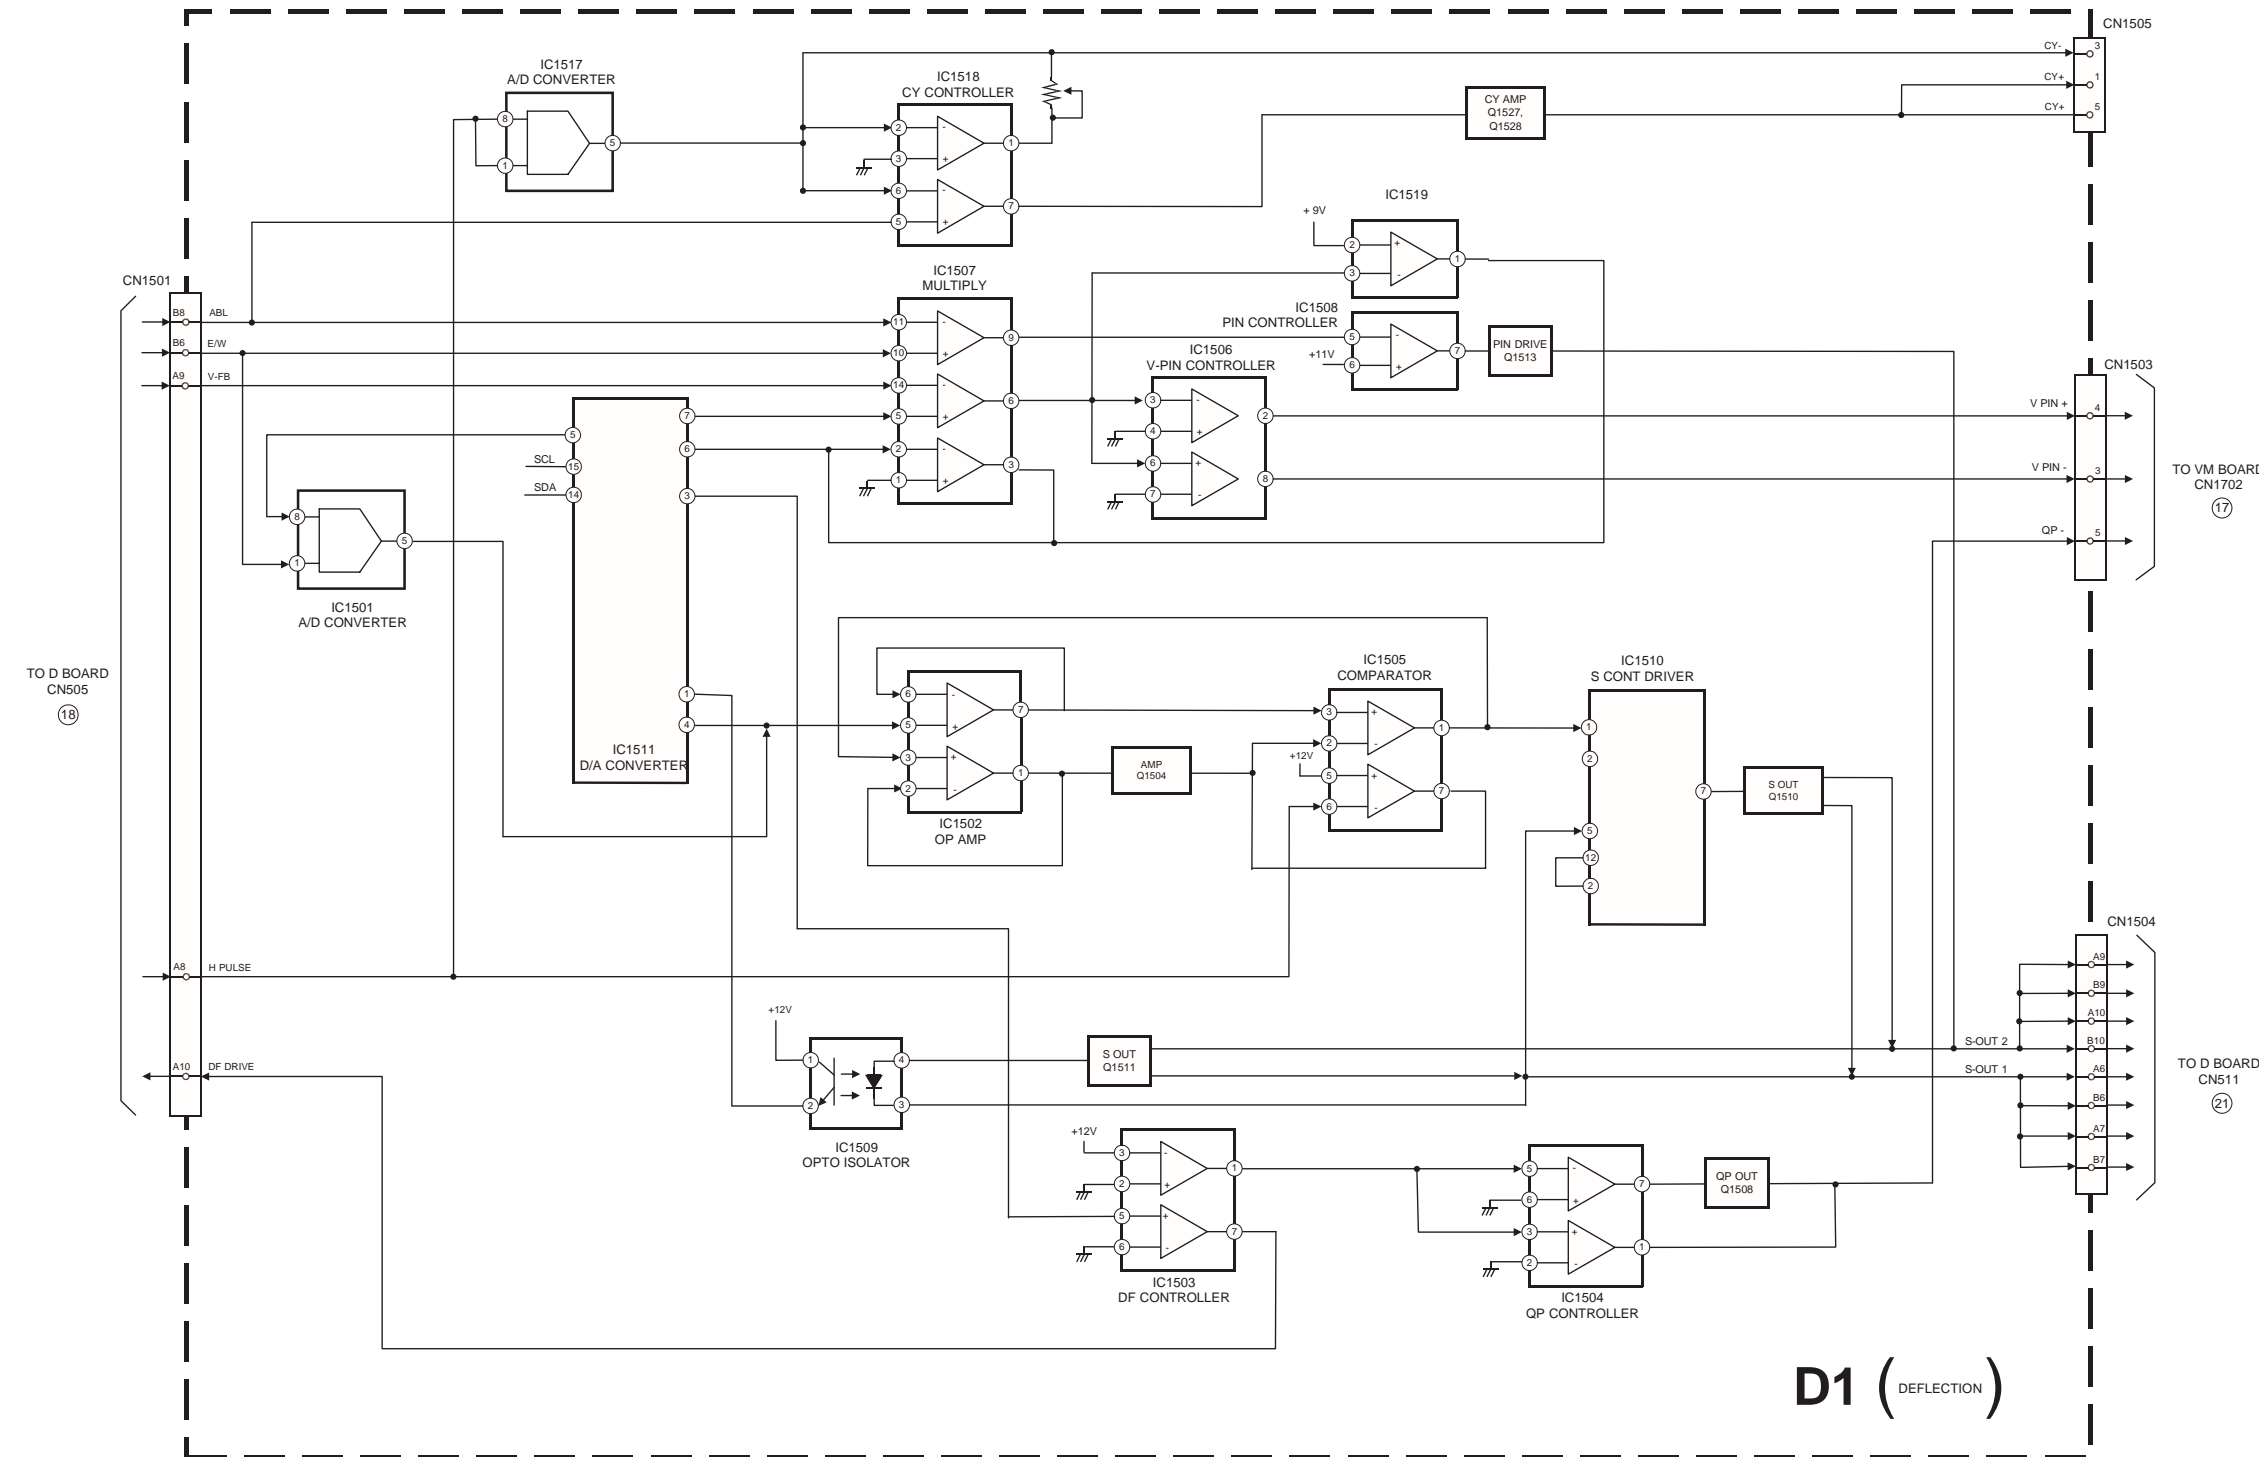 CN1505
IC1517
A/D CONVERTER
8
1
5
IC1518
CY CONTROLLER
2
-
3
+
1
6
-
5
+
7
CY AMP
Q1527,
Q1528
CY-
3
CY+
1
CY+
5
IC1519
+ 9V
2
+
3
-
1
CN1501
B8
ABL
B6
E/W
A9
V-FB
IC1507
MULTIPLY
11
-
10
+
9
14
-
5
+
6
2
-
1
+
3
IC1508
PIN CONTROLLER
5
-
+11V
6
+
7
PIN DRIVE
Q1513
IC1506
V-PIN CONTROLLER
3
-
4
+
2
6
+
7
-
8
CN1503
V PIN +
4
V PIN -
3
QP -
5
TO VM BOARD
CN1702
17
5
SCL
15
SDA
14
7
6
3
1
4
IC1511
D/A CONVERTER
8
1
5
IC1501
A/D CONVERTER
TO D BOARD
CN505
18
6
-
5
+
7
3
+
2
-
1
IC1502
OP AMP
AMP
Q1504
IC1505
COMPARATOR
3
+
2
-
1
+12V
5
+
6
-
7
IC1510
S CONT DRIVER
1
2
7
5
12
2
S OUT
Q1510
A8
H PULSE
A10
DF DRIVE
+12V
1
2
4
3
IC1509
OPTO ISOLATOR
S OUT
Q1511
S-OUT 2
S-OUT 1
CN1504
A9
B9
A10
B10
A6
B6
A7
B7
TO D BOARD
CN511
21
+12V
3
-
2
+
1
5
+
6
-
7
IC1503
DF CONTROLLER
5
-
6
+
7
3
+
2
-
1
IC1504
QP CONTROLLER
QP OUT
Q1508
D1 ( DEFLECTION )